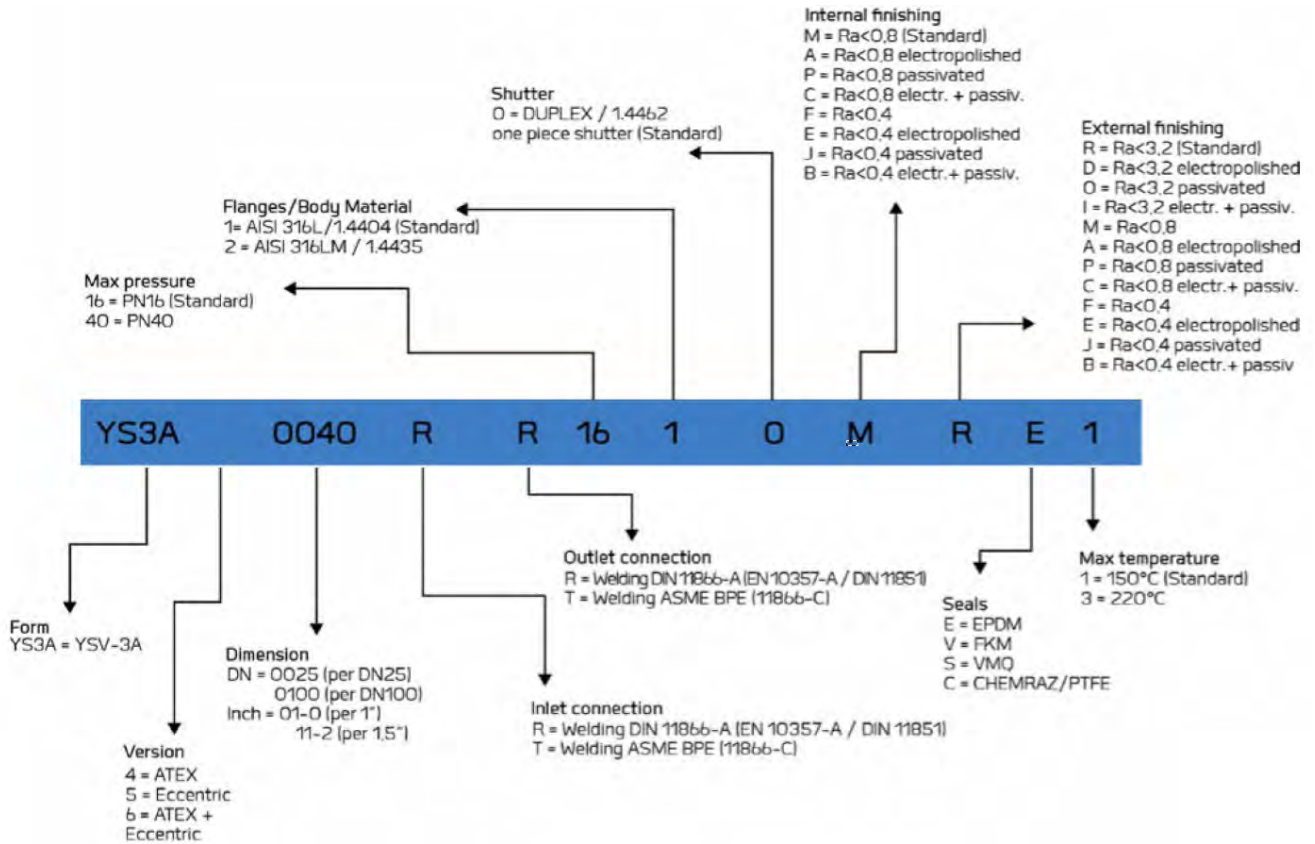 Internal finishing
M = Ra<0,8 (Standard)
A = Ra<0,8 electropolished
P = Ra<0,8 passivated
C = Ra<0,8 electr. + passiv.
F = Ra<0,4
E = Ra<0,4 electropolished
J = Ra<0,4 passivated
B = Ra<0,4 electr.+ passiv.
Shutter
O = DUPLEX / 1.4462
one piece shutter (Standard)
External finishing
R = Ra<3,2 (Standard)
D = Ra<3,2 electropolished
O = Ra<3,2 passivated
I = Ra<3,2 electr. + passiv.
M = Ra<0,8
A = Ra<0,8 electropolished
P = Ra<0,8 passivated
C = Ra<0,8 electr.+ passiv.
F = Ra<0,4
E = Ra<0,4 electropolished
J = Ra<0,4 passivated
B = Ra<0,4 electr.+ passiv
Flanges/Body Material
1= AISI 316L/1.4404 (Standard)
2 = AISI 316LM / 1.4435
Max pressure
16 = PN16 (Standard)
40 = PN40
YS3A 0040 R R 16 1 0 M R E 1
Form
YS3A = YSV-3A
Version
4 = ATEX
5 = Eccentric
6 = ATEX +
Eccentric
Dimension
DN = 0025 (per DN25)
0100 (per DN100)
Inch = 01-0 (per 1")
11-2 (per 1,5")
Inlet connection
R = Welding DIN 11866-A (EN 10357-A / DIN 11851)
T = Welding ASME BPE (11866-C)
Outlet connection
R = Welding DIN 11866-A (EN 10357-A / DIN 11851)
T = Welding ASME BPE (11866-C)
Seals
E = EPDM
V = FKM
S = VMQ
C = CHEMRAZ/PTFE
Max temperature
1 = 150°C (Standard)
3 = 220°C